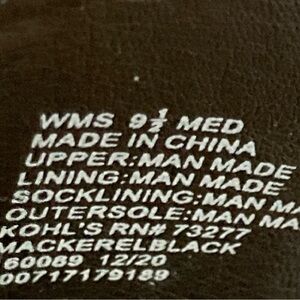 WMS 9½ MED
MADE IN CHINA
UPPER:MAN MADE
LINING:MAN MADE
SOCKLINING:MAN MA
OUTERSOLE:MAN MA
KOHL'S RN# 73277
MACKERELBLACK
60089 12/20
00717179189